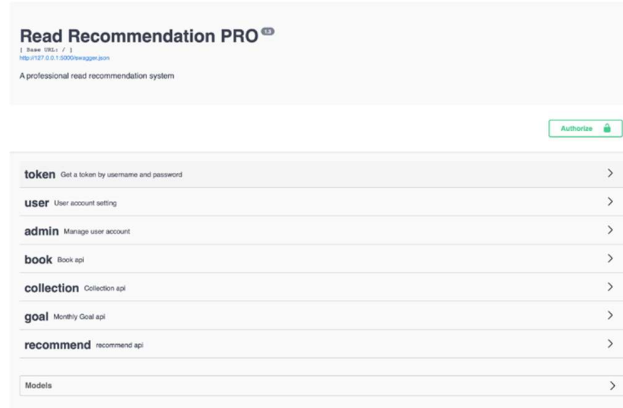 Read Recommendation PRO 1.0
[ Base URL: / ]
http://127.0.0.1:5000/swagger.json
A professional read recommendation system
Authorize
token Get a token by username and password
user User account setting
admin Manage user account
book Book api
collection Collection api
goal Monthly Goal api
recommend recommend api
Models